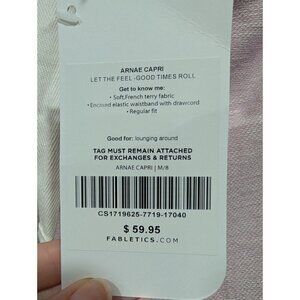 ARNAE CAPRI
LET THE FEEL-GOOD TIMES ROLL
Get to know me:
• Soft, French terry fabric
• Encased elastic waistband with drawcord
• Regular fit
Good for: lounging around
TAG MUST REMAIN ATTACHED
FOR EXCHANGES & RETURNS
ARNAE CAPRI | M/8
CS1719625-7719-17040
$ 59.95
FABLETICS.COM